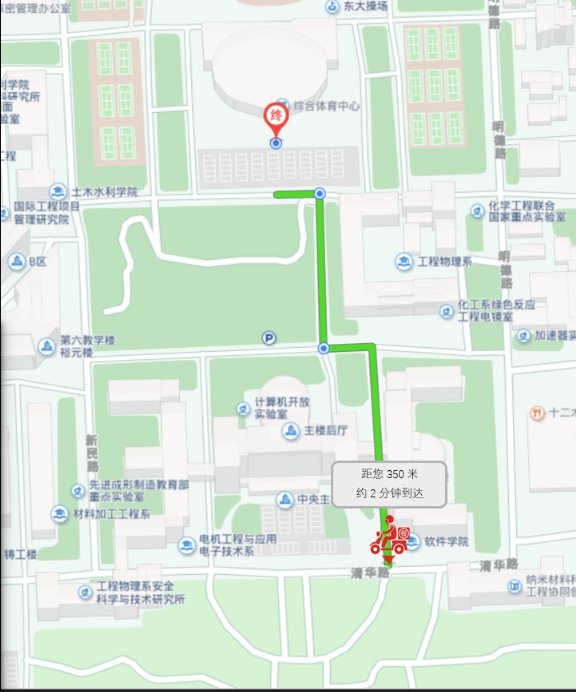 密管理办公室
东大操场
明德路
利学院
科研究所
面
验室
综合体育中心
终
工程
明德路
土木水利学院
国际工程项目
管理研究院
化学工程联合
国家重点实验室
B区
工程物理系
明德路
化工系绿色反应
工程电镜室
P
加速器实
第六教学楼
裕元楼
计算机开放
实验室
十二
主楼后厅
新民路
距您 350 米
约 2 分钟到达
先进成形制造教育部
重点实验室
中央主
材料加工工程系
电机工程与应用
电子技术系
软件学院
铸工楼
清华路
清华路
工程物理系安全
科学与技术研究所
纳米材料科
工程协同创